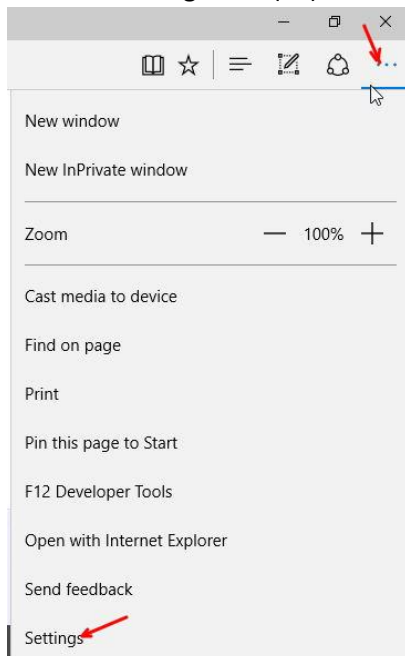 New window
New InPrivate window
Zoom 100%
Cast media to device
Find on page
Print
Pin this page to Start
F12 Developer Tools
Open with Internet Explorer
Send feedback
Settings